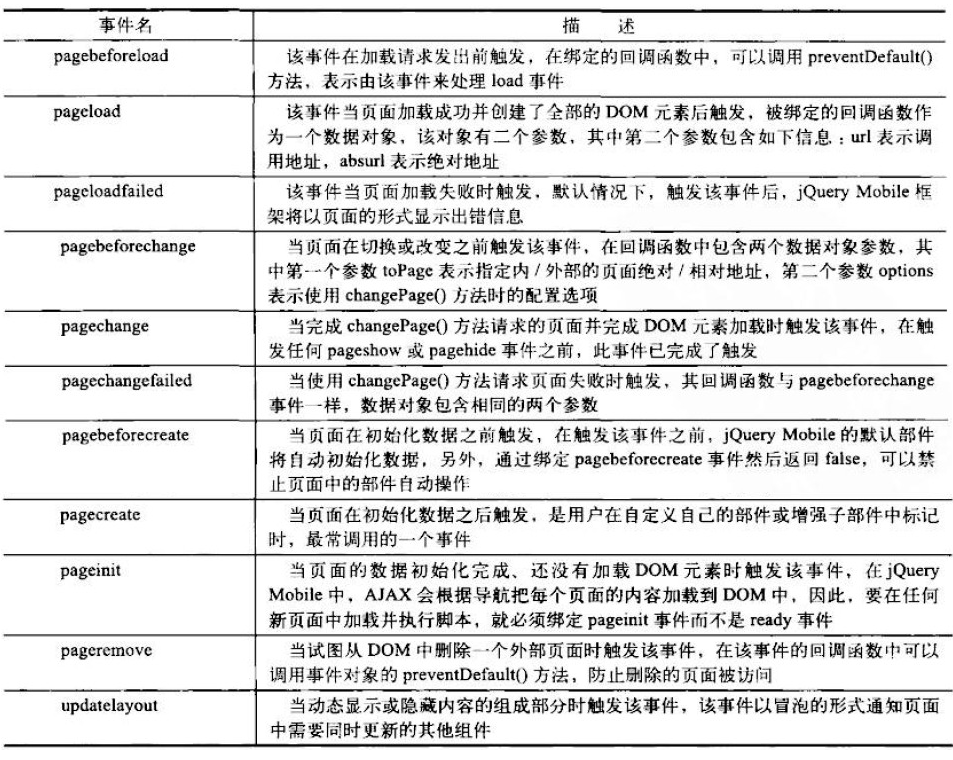 事件名 描 述
pagebeforeload 该事件在加载请求发出前触发，在绑定的回调函数中，可以调用 preventDefault()
方法，表示由该事件来处理 load 事件
pageload 该事件当页面加载成功并创建了全部的 DOM 元素后触发，被绑定的回调函数作
为一个数据对象，该对象有二个参数，其中第二个参数包含如下信息：url 表示调
用地址，absurl 表示绝对地址
pageloadfailed 该事件当页面加载失败时触发，默认情况下，触发该事件后，jQuery Mobile 框
架将以页面的形式显示出错信息
pagebeforechange 当页面在切换或改变之前触发该事件，在回调函数中包含两个数据对象参数，其
中第一个参数 toPage 表示指定内 / 外部的页面绝对 / 相对地址，第二个参数 options
表示使用 changePage() 方法时的配置选项
pagechange 当完成 changePage() 方法请求的页面并完成 DOM 元素加载时触发该事件，在触
发任何 pageshow 或 pagehide 事件之前，此事件已完成了触发
pagechangefailed 当使用 changePage() 方法请求页面失败时触发，其回调函数与 pagebeforechange
事件一样，数据对象包含相同的两个参数
pagebeforecreate 当页面在初始化数据之前触发，在触发该事件之前，jQuery Mobile 的默认部件
将自动初始化数据，另外，通过绑定 pagebeforecreate 事件然后返回 false，可以禁
止页面中的部件自动操作
pagecreate 当页面在初始化数据之后触发，是用户在自定义自己的部件或增强子部件中标记
时，最常调用的一个事件
pageinit 当页面的数据初始化完成、还没有加载 DOM 元素时触发该事件，在 jQuery
Mobile 中，AJAX 会根据导航把每个页面的内容加载到 DOM 中，因此，要在任何
新页面中加载并执行脚本，就必须绑定 pageinit 事件而不是 ready 事件
pageremove 当试图从 DOM 中删除一个外部页面时触发该事件，在该事件的回调函数中可以
调用事件对象的 preventDefault() 方法，防止删除的页面被访问
updatelayout 当动态显示或隐藏内容的组成部分时触发该事件，该事件以冒泡的形式通知页面
中需要同时更新的其他组件